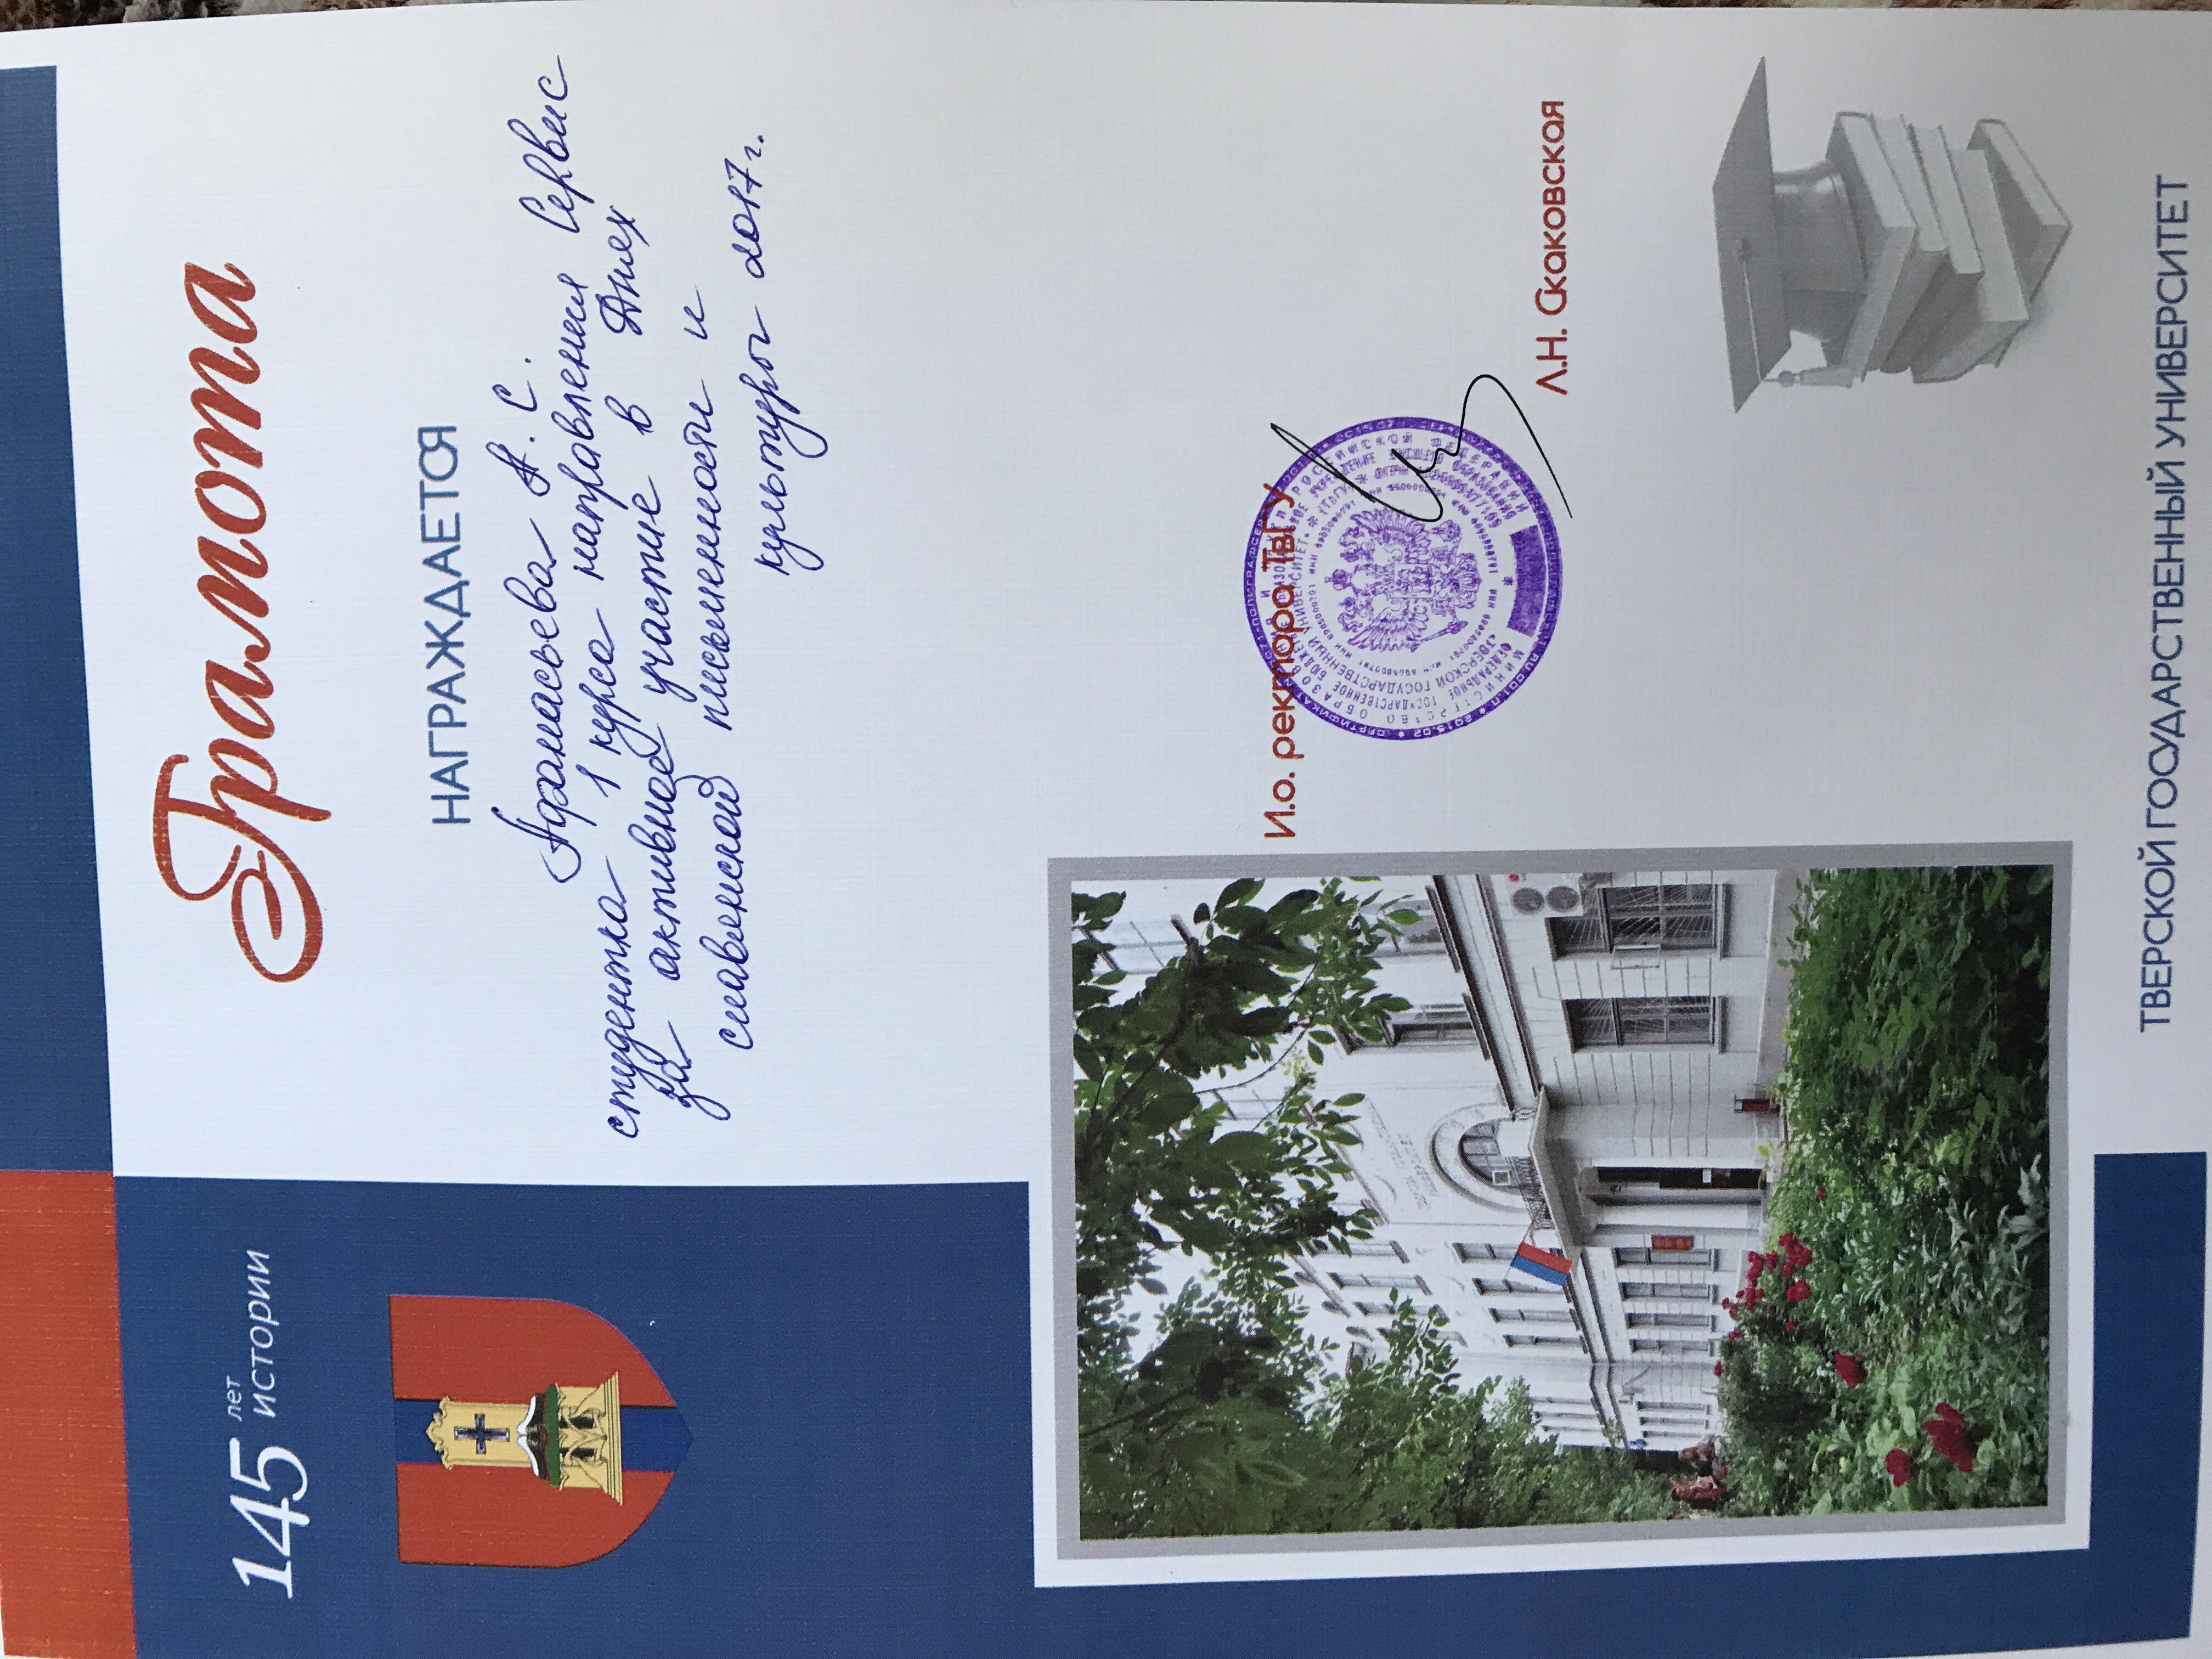 145 лет
истории
Грамота
НАГРАЖДАЕТСЯ
Афанасьева А. С.
студентка 1 курса направления Сервис
за активное участие в Днях
славянской письменности и
культуры 2017 г.
И.о. ректора ТвГУ
Л.Н. Скаковская
ТВЕРСКОЙ ГОСУДАРСТВЕННЫЙ УНИВЕРСИТЕТ